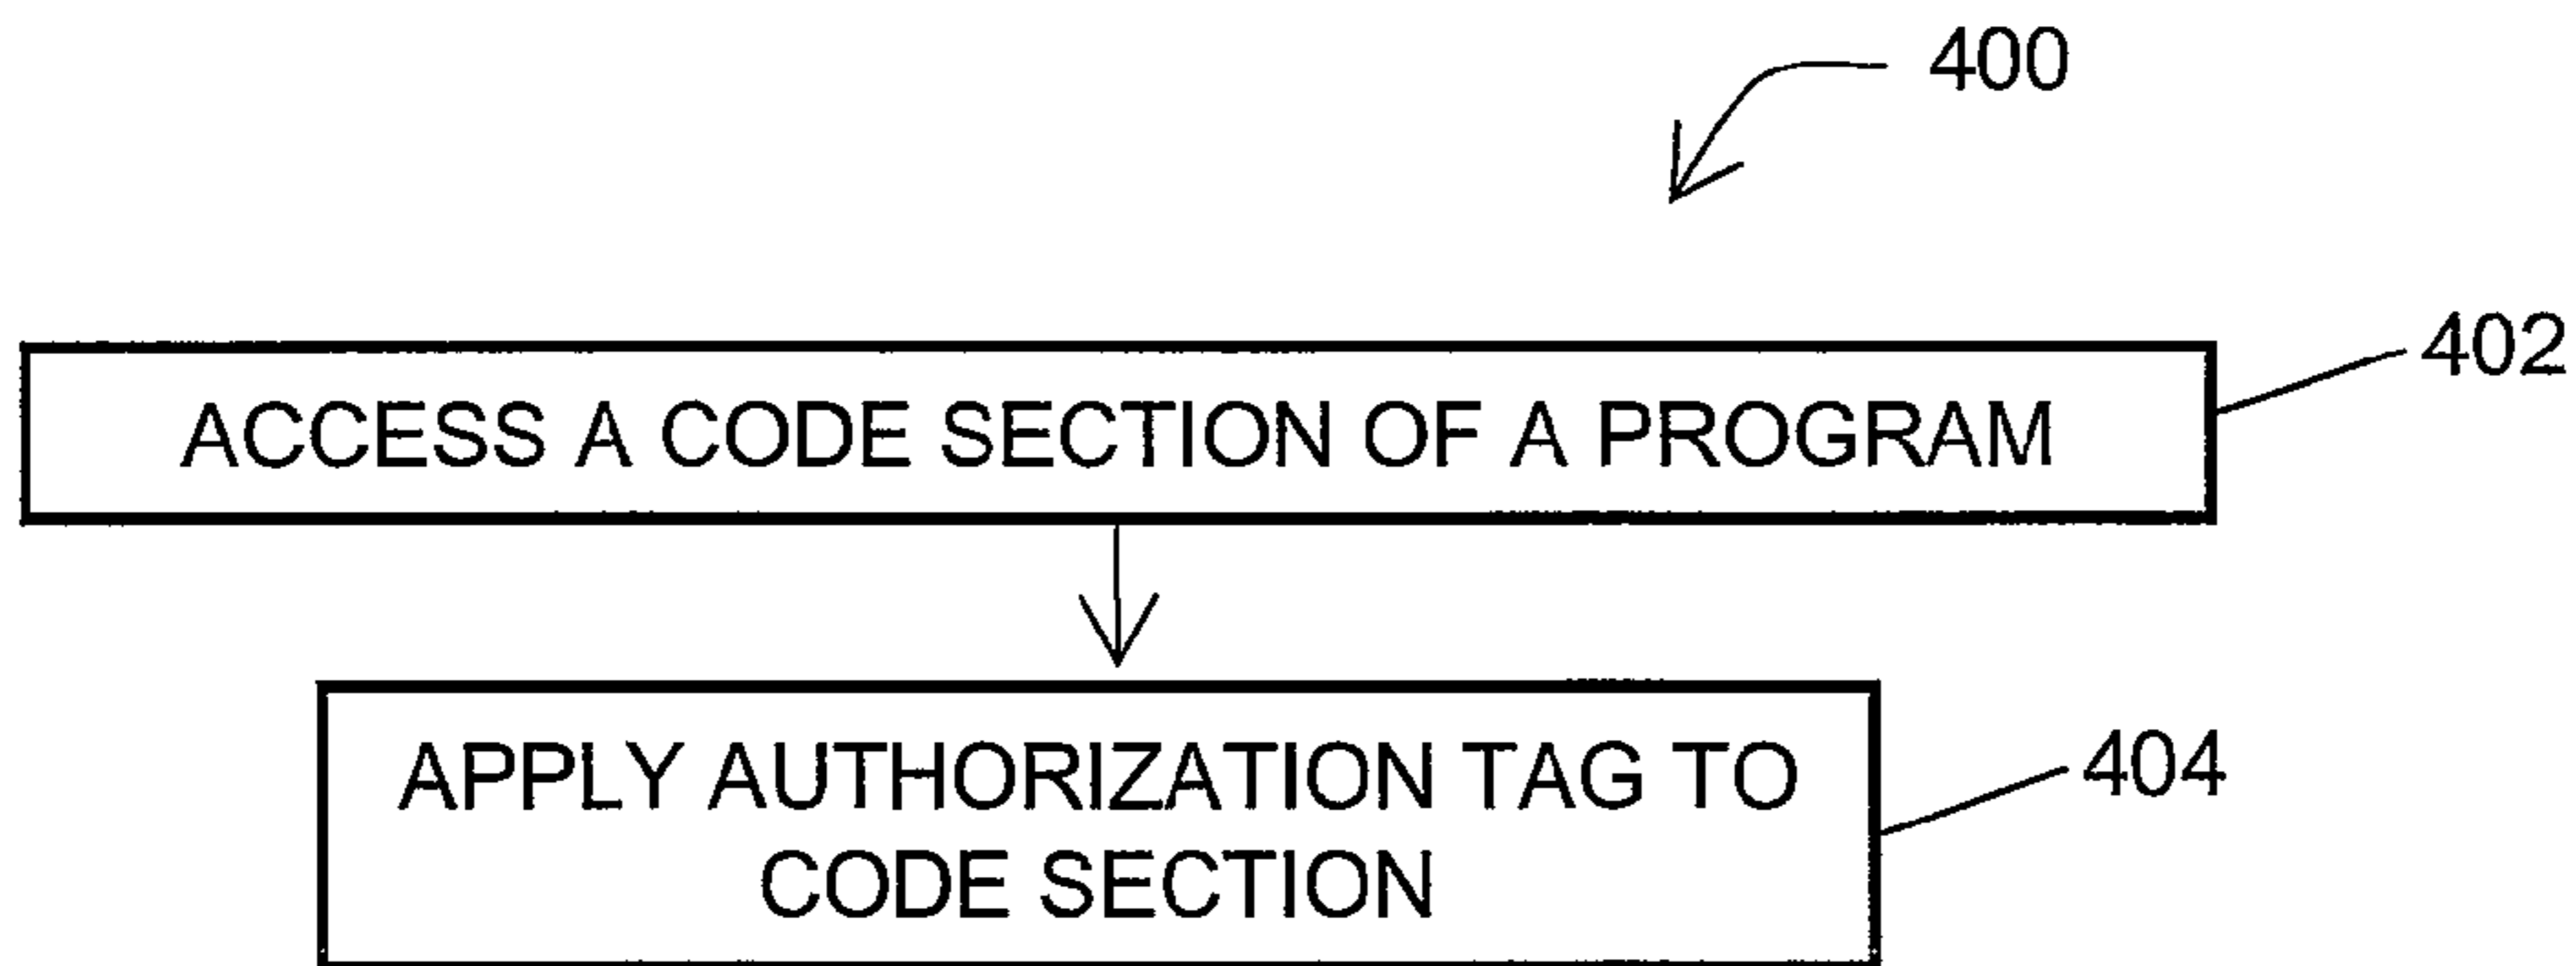 400
402
ACCESS A CODE SECTION OF A PROGRAM
APPLY AUTHORIZATION TAG TO
CODE SECTION
404